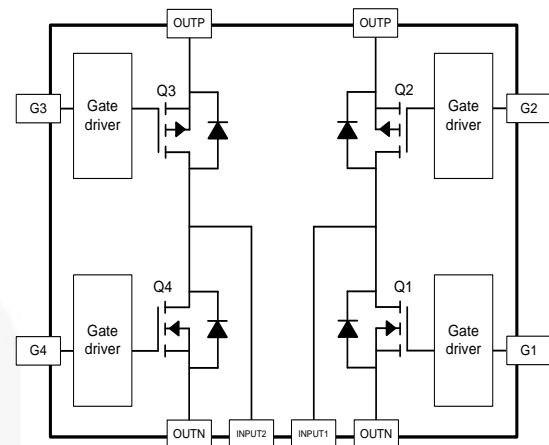 OUTP
OUTP
Q3
Q2
G3
Gate
driver
Gate
driver
G2
Q4
Q1
G4
Gate
driver
Gate
driver
G1
OUTN
INPUT2
INPUT1
OUTN